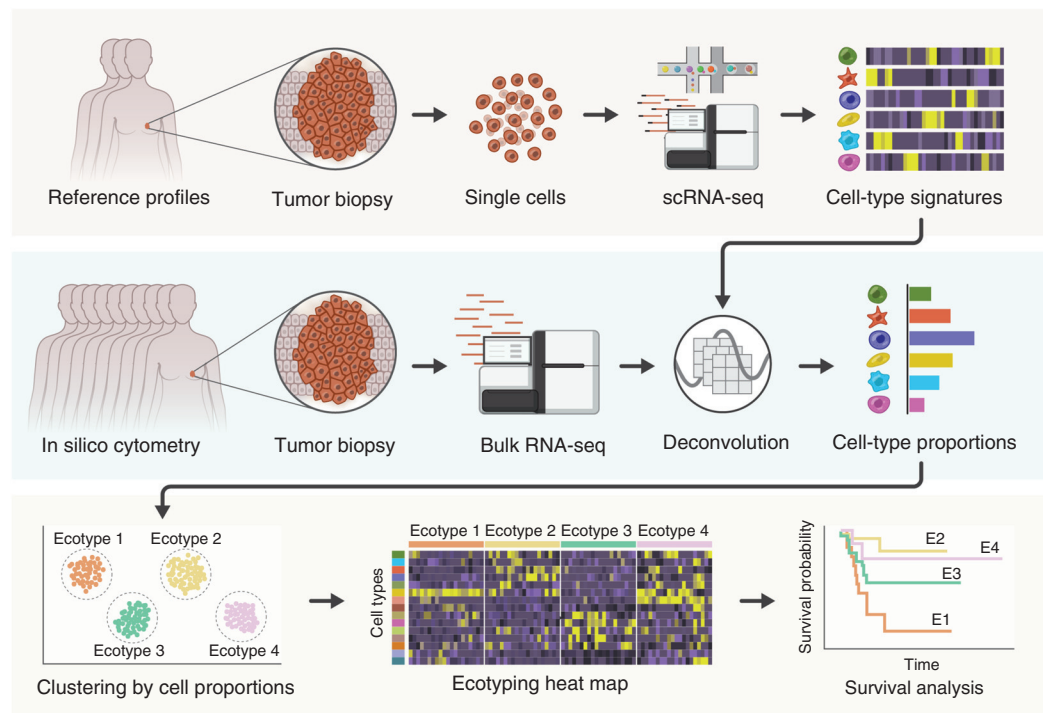 Reference profiles
Tumor biopsy
Single cells
scRNA-seq
Cell-type signatures
In silico cytometry
Tumor biopsy
Bulk RNA-seq
Deconvolution
Cell-type proportions
Ecotype 1
Ecotype 2
Ecotype 3
Ecotype 4
Clustering by cell proportions
Ecotype 1
Ecotype 2
Ecotype 3
Ecotype 4
Cell types
Ecotyping heat map
Survival probability
E2
E4
E3
E1
Time
Survival analysis